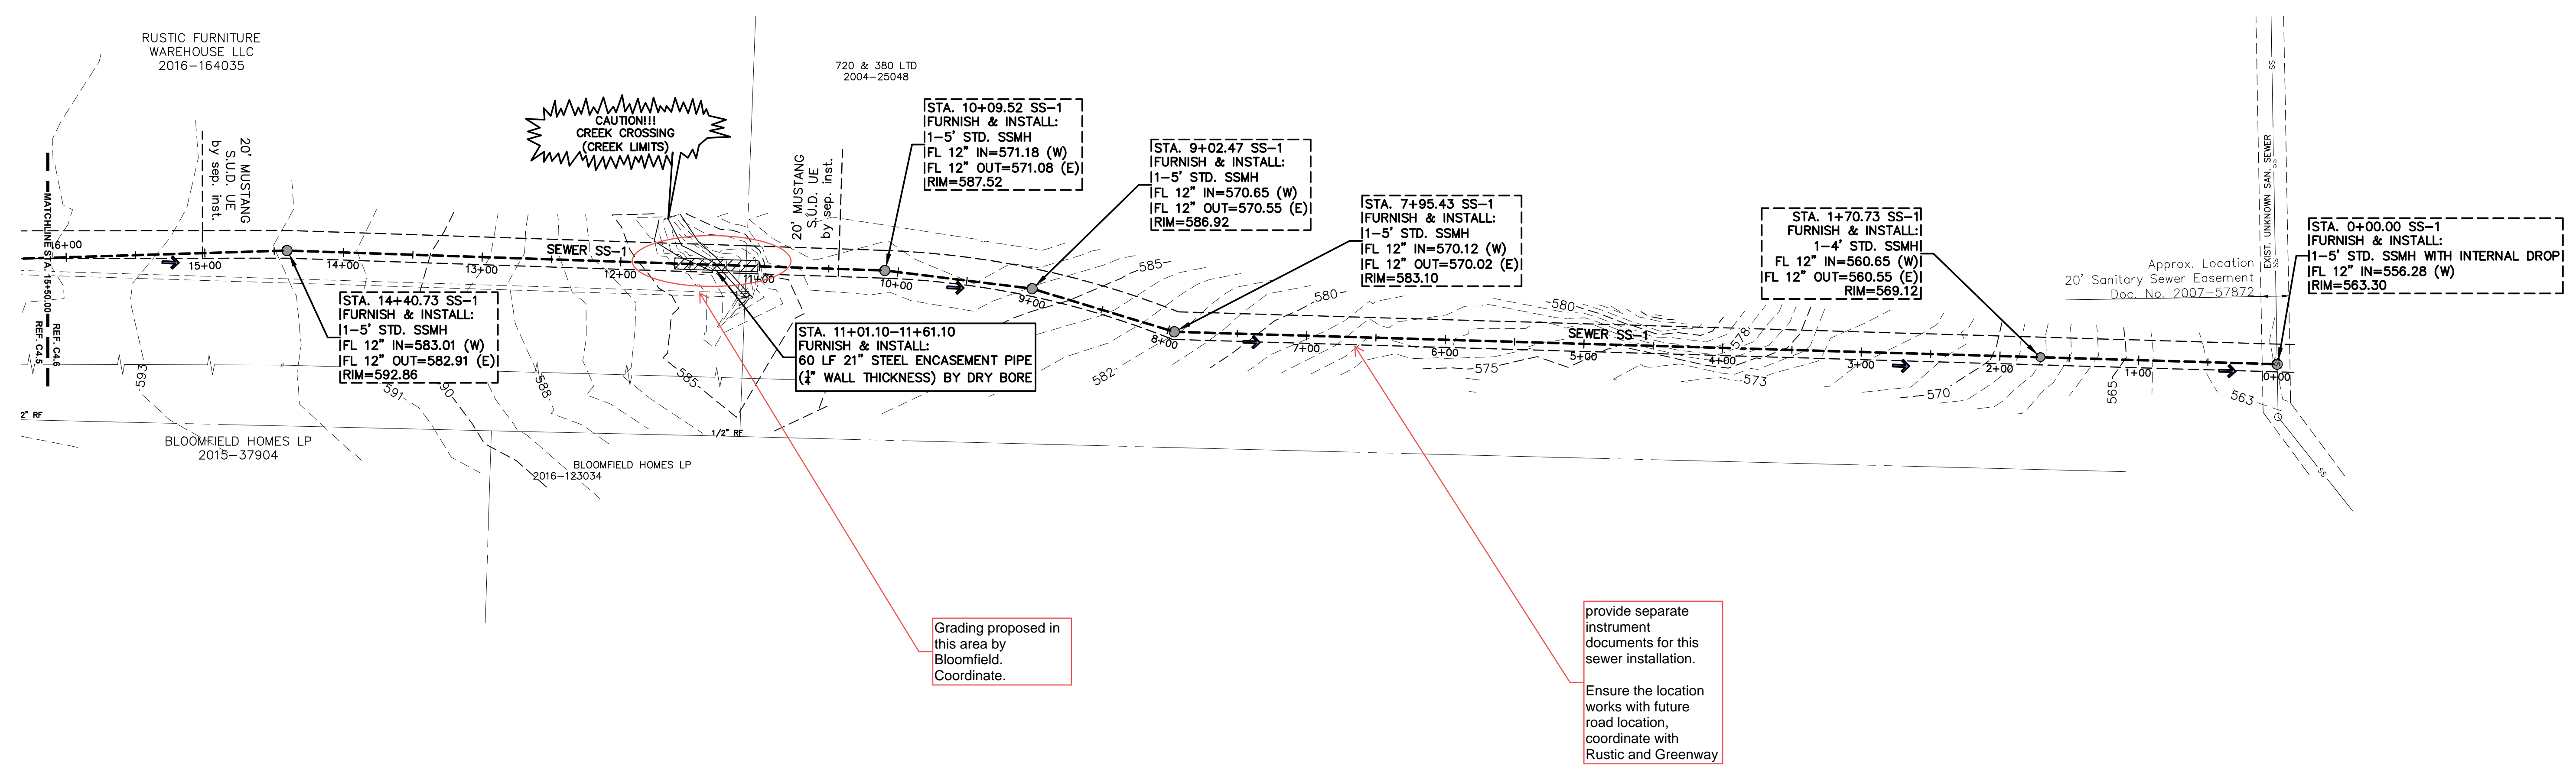 RUSTIC FURNITURE
WAREHOUSE LLC
2016-164035
720 & 380 LTD
2004-25048
CAUTION!!!
CREEK CROSSING
(CREEK LIMITS)
20' MUSTANG
S.U.D. UE
by sep. inst.
20' MUSTANG
S.U.D. UE
by sep. inst.
STA. 10+09.52 SS-1
FURNISH & INSTALL:
1-5' STD. SSMH
FL 12" IN=571.18 (W)
FL 12" OUT=571.08 (E)
RIM=587.52
STA. 9+02.47 SS-1
FURNISH & INSTALL:
1-5' STD. SSMH
FL 12" IN=570.65 (W)
FL 12" OUT=570.55 (E)
RIM=586.92
STA. 7+95.43 SS-1
FURNISH & INSTALL:
1-5' STD. SSMH
FL 12" IN=570.12 (W)
FL 12" OUT=570.02 (E)
RIM=583.10
STA. 1+70.73 SS-1
FURNISH & INSTALL:
1-4' STD. SSMH
FL 12" IN=560.65 (W)
FL 12" OUT=560.55 (E)
RIM=569.12
STA. 0+00.00 SS-1
FURNISH & INSTALL:
1-5' STD. SSMH WITH INTERNAL DROP
FL 12" IN=556.28 (W)
RIM=563.30
EXIST. UNKNOWN SAN. SEWER
SS
SS
SS
SS
Approx. Location
20' Sanitary Sewer Easement
Doc. No. 2007-57872
MATCHLINE STA. 15+50.00
REF. C4.5
REF. C4.6
6+00
15+00
14+00
13+00
12+00
11+00
10+00
9+00
8+00
7+00
6+00
5+00
4+00
3+00
2+00
1+00
0+00
SEWER SS-1
SEWER SS-1
STA. 14+40.73 SS-1
FURNISH & INSTALL:
1-5' STD. SSMH
FL 12" IN=583.01 (W)
FL 12" OUT=582.91 (E)
RIM=592.86
STA. 11+01.10-11+61.10
FURNISH & INSTALL:
60 LF 21" STEEL ENCASEMENT PIPE
(¼" WALL THICKNESS) BY DRY BORE
593
591
90
588
585
585
582
580
580
578
575
573
570
565
563
2" RF
1/2" RF
BLOOMFIELD HOMES LP
2015-37904
BLOOMFIELD HOMES LP
2016-123034
Grading proposed in
this area by
Bloomfield.
Coordinate.
provide separate
instrument
documents for this
sewer installation.
Ensure the location
works with future
road location,
coordinate with
Rustic and Greenway